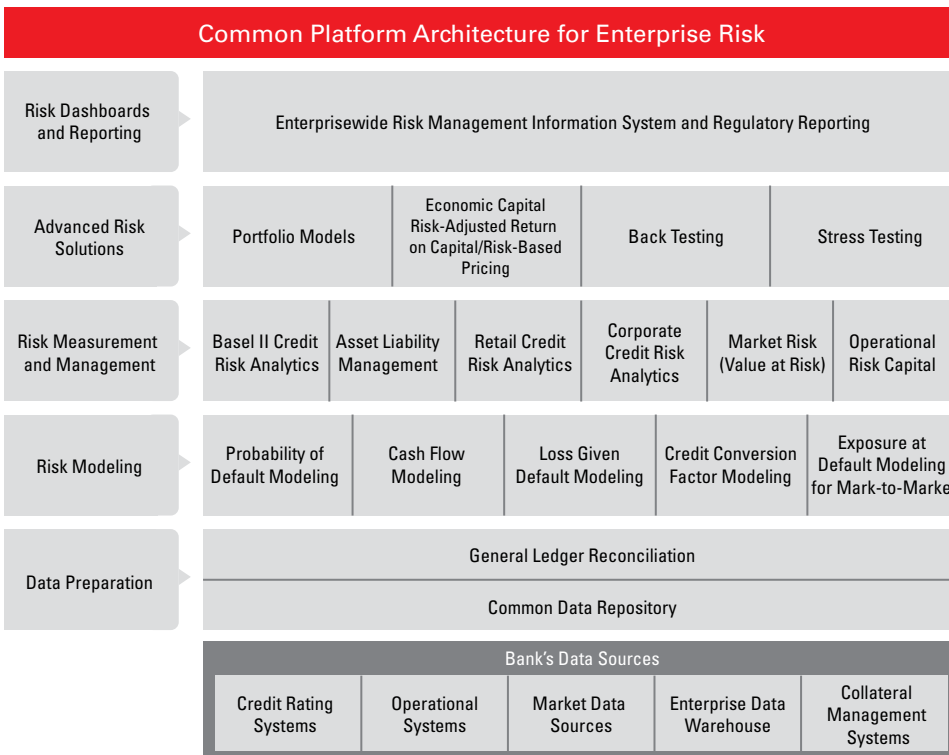 Common Platform Architecture for Enterprise Risk
Risk Dashboards
and Reporting
Enterprisewide Risk Management Information System and Regulatory Reporting
Advanced Risk
Solutions
Portfolio Models
Economic Capital
Risk-Adjusted Return
on Capital/Risk-Based
Pricing
Back Testing
Stress Testing
Risk Measurement
and Management
Basel II Credit
Risk Analytics
Asset Liability
Management
Retail Credit
Risk Analytics
Corporate
Credit Risk
Analytics
Market Risk
(Value at Risk)
Operational
Risk Capital
Risk Modeling
Probability of
Default Modeling
Cash Flow
Modeling
Loss Given
Default Modeling
Credit Conversion
Factor Modeling
Exposure at
Default Modeling
for Mark-to-Marke
Data Preparation
General Ledger Reconciliation
Common Data Repository
Bank's Data Sources
Credit Rating
Systems
Operational
Systems
Market Data
Sources
Enterprise Data
Warehouse
Collateral
Management
Systems